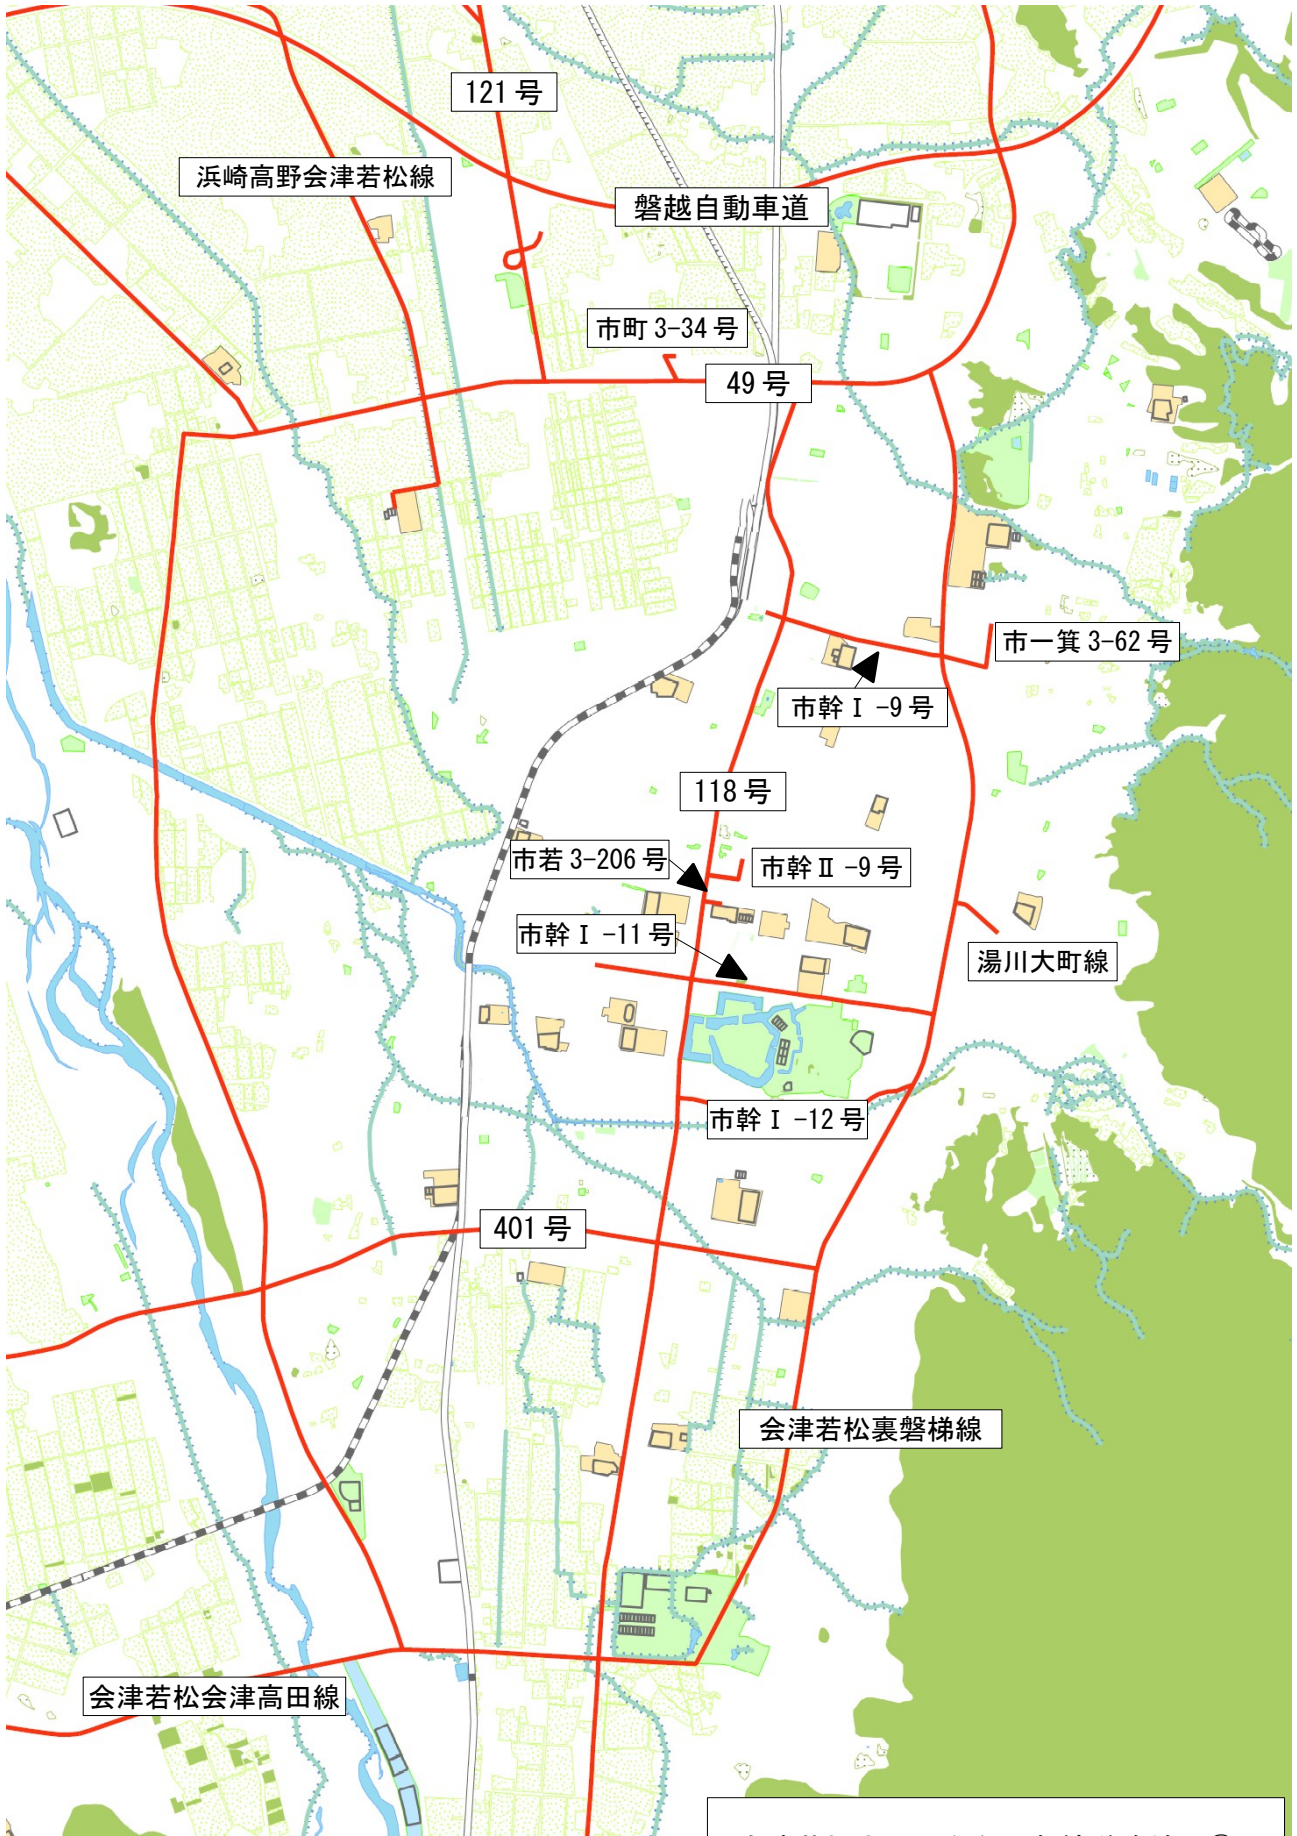 121号
浜崎高野会津若松線
磐越自動車道
市町3-34号
49号
市一箕3-62号
市幹Ⅰ-9号
118号
市若3-206号
市幹Ⅱ-9号
市幹Ⅰ-11号
湯川大町線
市幹Ⅰ-12号
401号
会津若松裏磐梯線
会津若松会津高田線